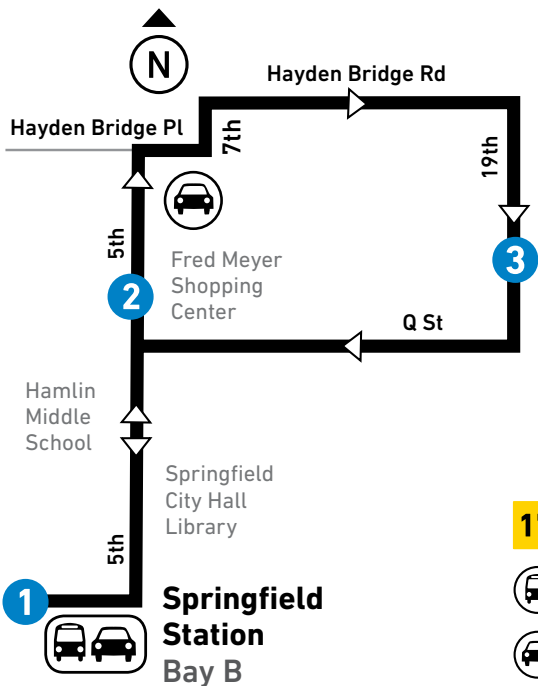 N
Hayden Bridge Rd
Hayden Bridge Pl
7th
19th
5th
Fred Meyer
Shopping
Center
2
3
Q St
Hamlin
Middle
School
Springfield
City Hall
Library
5th
1
Springfield
Station
Bay B